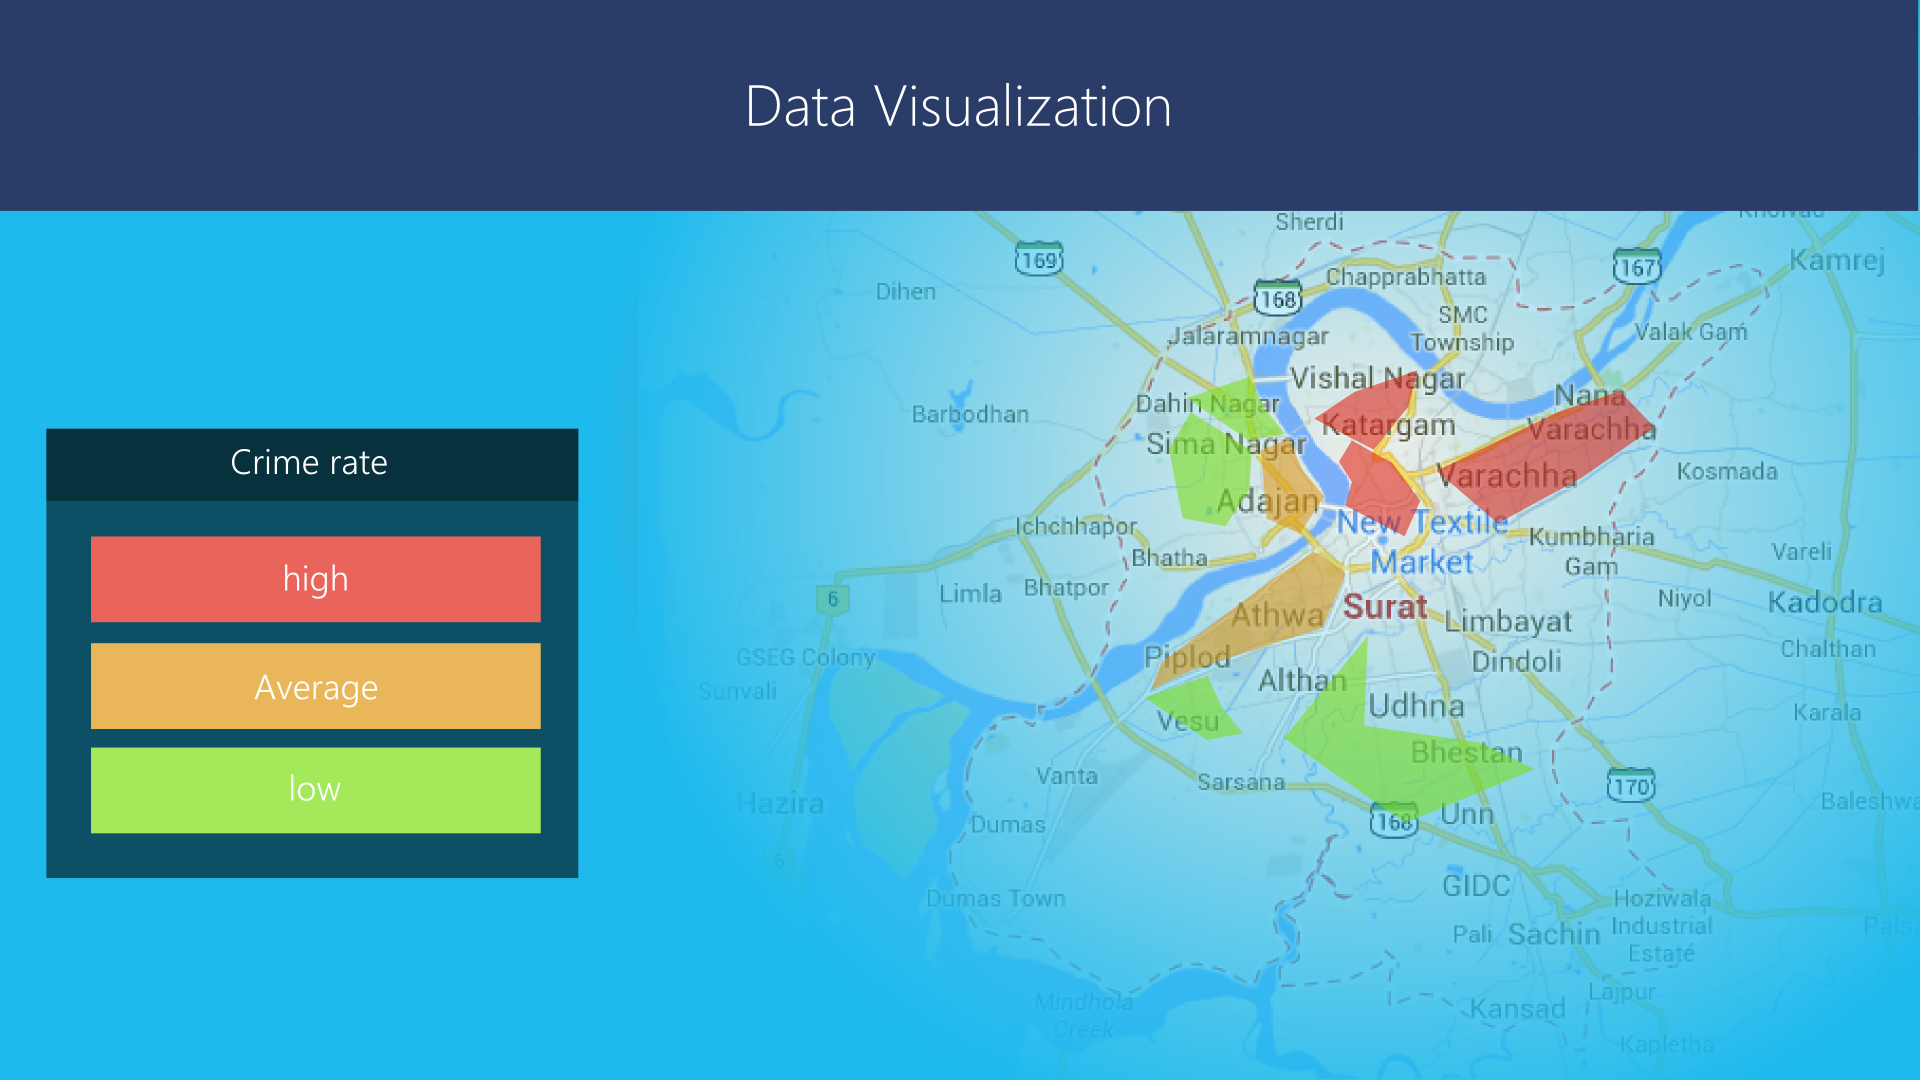 Data Visualization
Crime rate
high
Average
low
Sherdi
169
168
167
Kamrej
Chapprabhatta
Dihen
SMC
Township
Jalaramnagar
Valak Gam
Vishal Nagar
Nana
Varachha
Dahin Nagar
Barbodhan
Katargam
Sima Nagar
Varachha
Kosmada
Adajan
New Textile
Market
Ichchhapor
Kumbharia
Gam
Vareli
Bhatha
Limla
Bhatpor
6
Niyol
Kadodra
Athwa
Surat
Limbayat
Chalthan
GSEG Colony
Piplod
Dindoli
Sunvali
Althan
Udhna
Karala
Vesu
Bhestan
Vanta
Sarsana
170
Hazira
Unn
168
Dumas
6
GIDC
Dumas Town
Hoziwala
Industrial
Estate
Pali
Sachin
Lajpur
Mindhola
Creek
Kansad
Kapletha